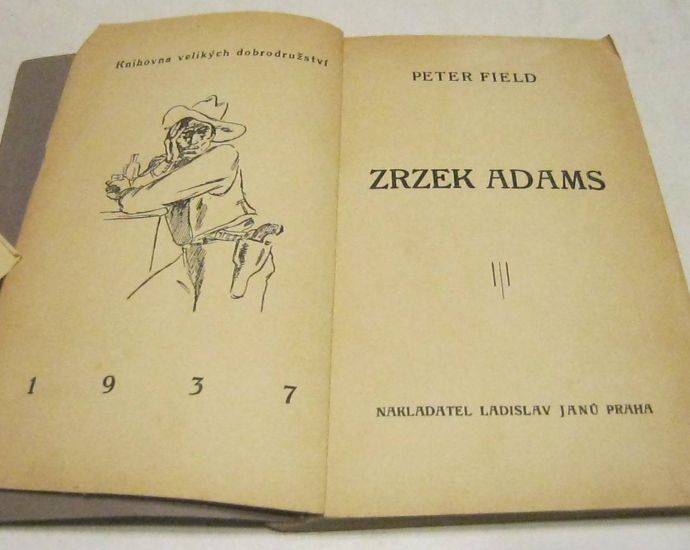 Knihovna velikých dobrodružství
1 9 3 7
PETER FIELD
ZRZEK ADAMS
NAKLADATEL LADISLAV JANŮ PRAHA